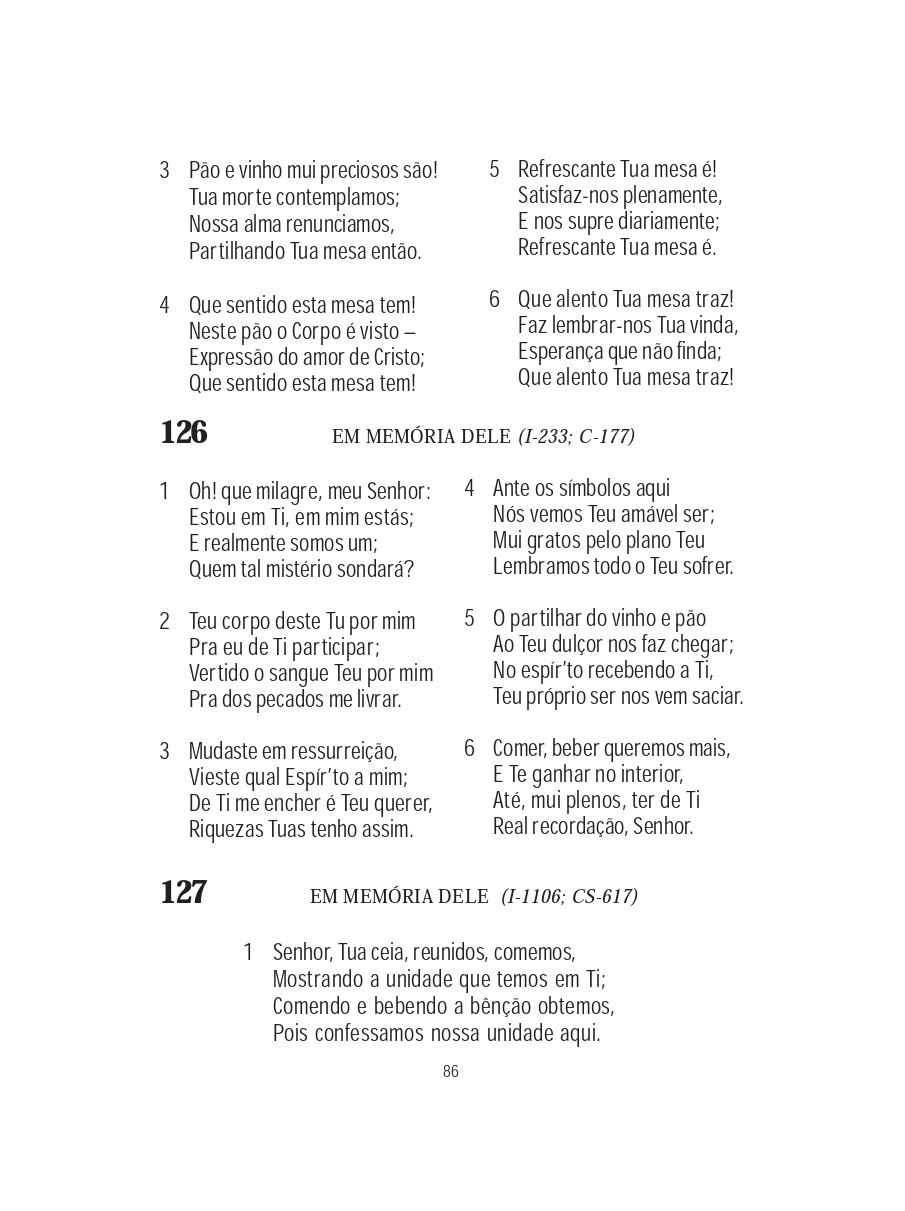 3 Pão e vinho mui preciosos são!
Tua morte contemplamos;
Nossa alma renunciamos,
Partilhando Tua mesa então.
4 Que sentido esta mesa tem!
Neste pão o Corpo é visto –
Expressão do amor de Cristo;
Que sentido esta mesa tem!
5 Refrescante Tua mesa é!
Satisfaz-nos plenamente,
E nos supre diariamente;
Refrescante Tua mesa é.
6 Que alento Tua mesa traz!
Faz lembrar-nos Tua vinda,
Esperança que não finda;
Que alento Tua mesa traz!
126 EM MEMÓRIA DELE (I-233; C-177)
1 Oh! que milagre, meu Senhor:
Estou em Ti, em mim estás;
E realmente somos um;
Quem tal mistério sondará?
2 Teu corpo deste Tu por mim
Pra eu de Ti participar;
Vertido o sangue Teu por mim
Pra dos pecados me livrar.
3 Mudaste em ressurreição,
Vieste qual Espír’to a mim;
De Ti me encher é Teu querer,
Riquezas Tuas tenho assim.
4 Ante os símbolos aqui
Nós vemos Teu amável ser;
Mui gratos pelo plano Teu
Lembramos todo o Teu sofrer.
5 O partilhar do vinho e pão
Ao Teu dulçor nos faz chegar;
No espír’to recebendo a Ti,
Teu próprio ser nos vem saciar.
6 Comer, beber queremos mais,
E Te ganhar no interior,
Até, mui plenos, ter de Ti
Real recordação, Senhor.
127 EM MEMÓRIA DELE (I-1106; CS-617)
1 Senhor, Tua ceia, reunidos, comemos,
Mostrando a unidade que temos em Ti;
Comendo e bebendo a bênção obtemos,
Pois confessamos nossa unidade aqui.
86